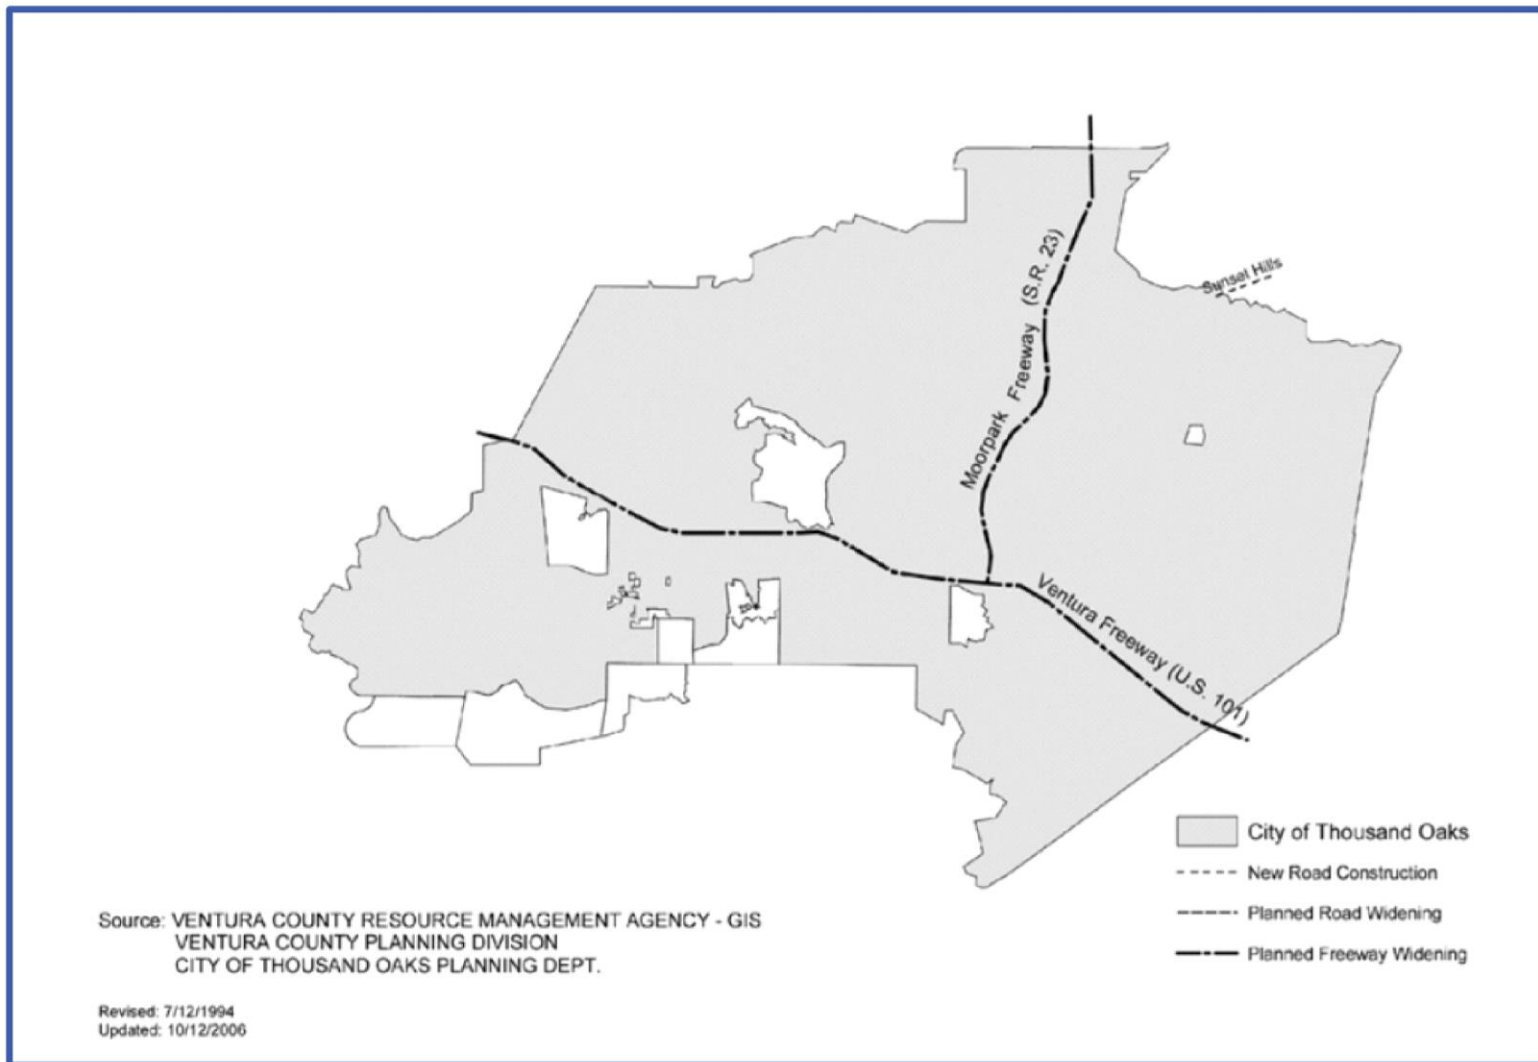 Sunset Hills
Moorpark Freeway (S.R. 23)
Ventura Freeway (U.S. 101)
City of Thousand Oaks
New Road Construction
Planned Road Widening
Planned Freeway Widening
Source: VENTURA COUNTY RESOURCE MANAGEMENT AGENCY - GIS
VENTURA COUNTY PLANNING DIVISION
CITY OF THOUSAND OAKS PLANNING DEPT.
Revised: 7/12/1994
Updated: 10/12/2006